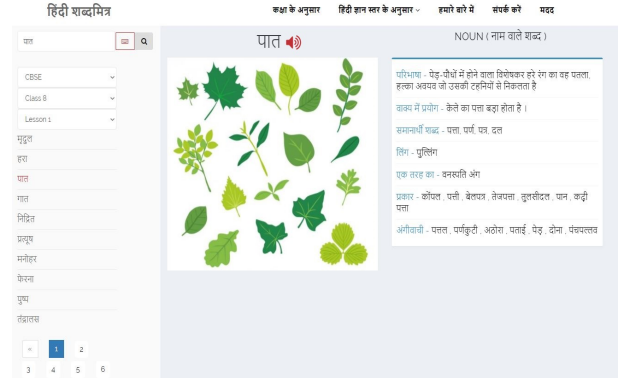 हिंदी शब्दमित्र
कक्षा के अनुसार हिंदी ज्ञान स्तर के अनुसार हमारे बारे में संपर्क करें मदद
पात
CBSE
Class 8
Lesson 1
मृदुल
हरा
पात
गात
निद्रित
प्रत्यूष
मनोहर
फेरना
पुष्प
तंद्रालस
« 1 2
3 4 5 6
पात
NOUN ( नाम वाले शब्द )
परिभाषा - पेड़-पौधों में होने वाला विशेषकर हरे रंग का वह पतला,
हल्का अवयव जो उसकी टहनियों से निकलता है
वाक्य में प्रयोग - केले का पत्ता बड़ा होता है ।
समानार्थी शब्द - पत्ता, पर्ण, पत्र, दल
लिंग - पुल्लिंग
एक तरह का - वनस्पति अंग
प्रकार - कोंपल , पत्ती , बेलपत्र , तेजपत्ता , तुलसीदल , पान , कढ़ी
पत्ता
अंगीवाची - पत्तल , पर्णकुटी , अठोरा , पताई , पेड़ , दोना , पंचपल्लव